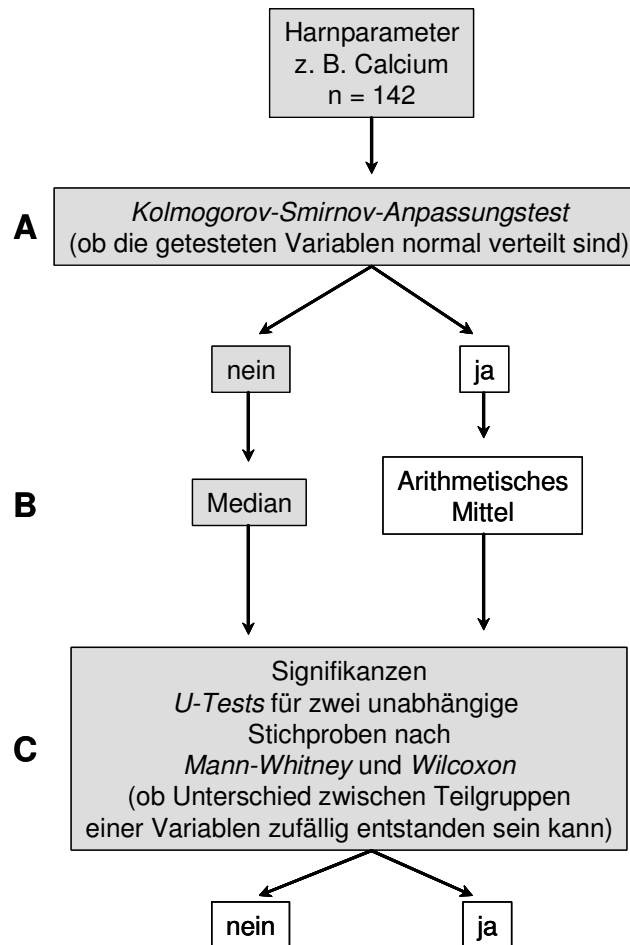 Harnparameter
z. B. Calcium
n = 142
A
Kolmogorov-Smirnov-Anpassungstest
(ob die getesteten Variablen normal verteilt sind)
nein
ja
B
Median
Arithmetisches
Mittel
C
Signifikanzen
U-Tests für zwei unabhängige
Stichproben nach
Mann-Whitney und Wilcoxon
(ob Unterschied zwischen Teilgruppen
einer Variablen zufällig entstanden sein kann)
nein
ja